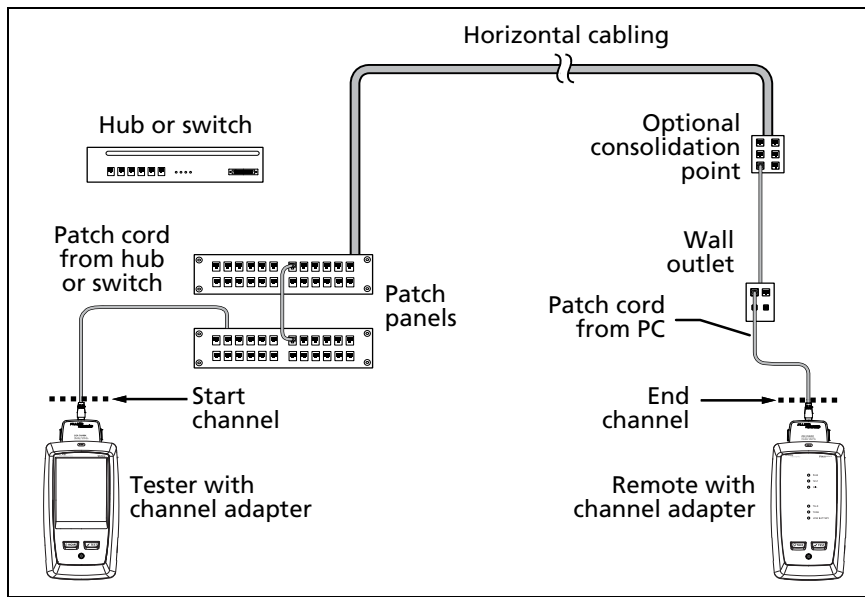 Horizontal cabling
Hub or switch
Optional
consolidation
point
Patch cord
from hub
or switch
Wall
outlet
Patch
panels
Patch cord
from PC
Start
channel
End
channel
Tester with
channel adapter
Remote with
channel adapter